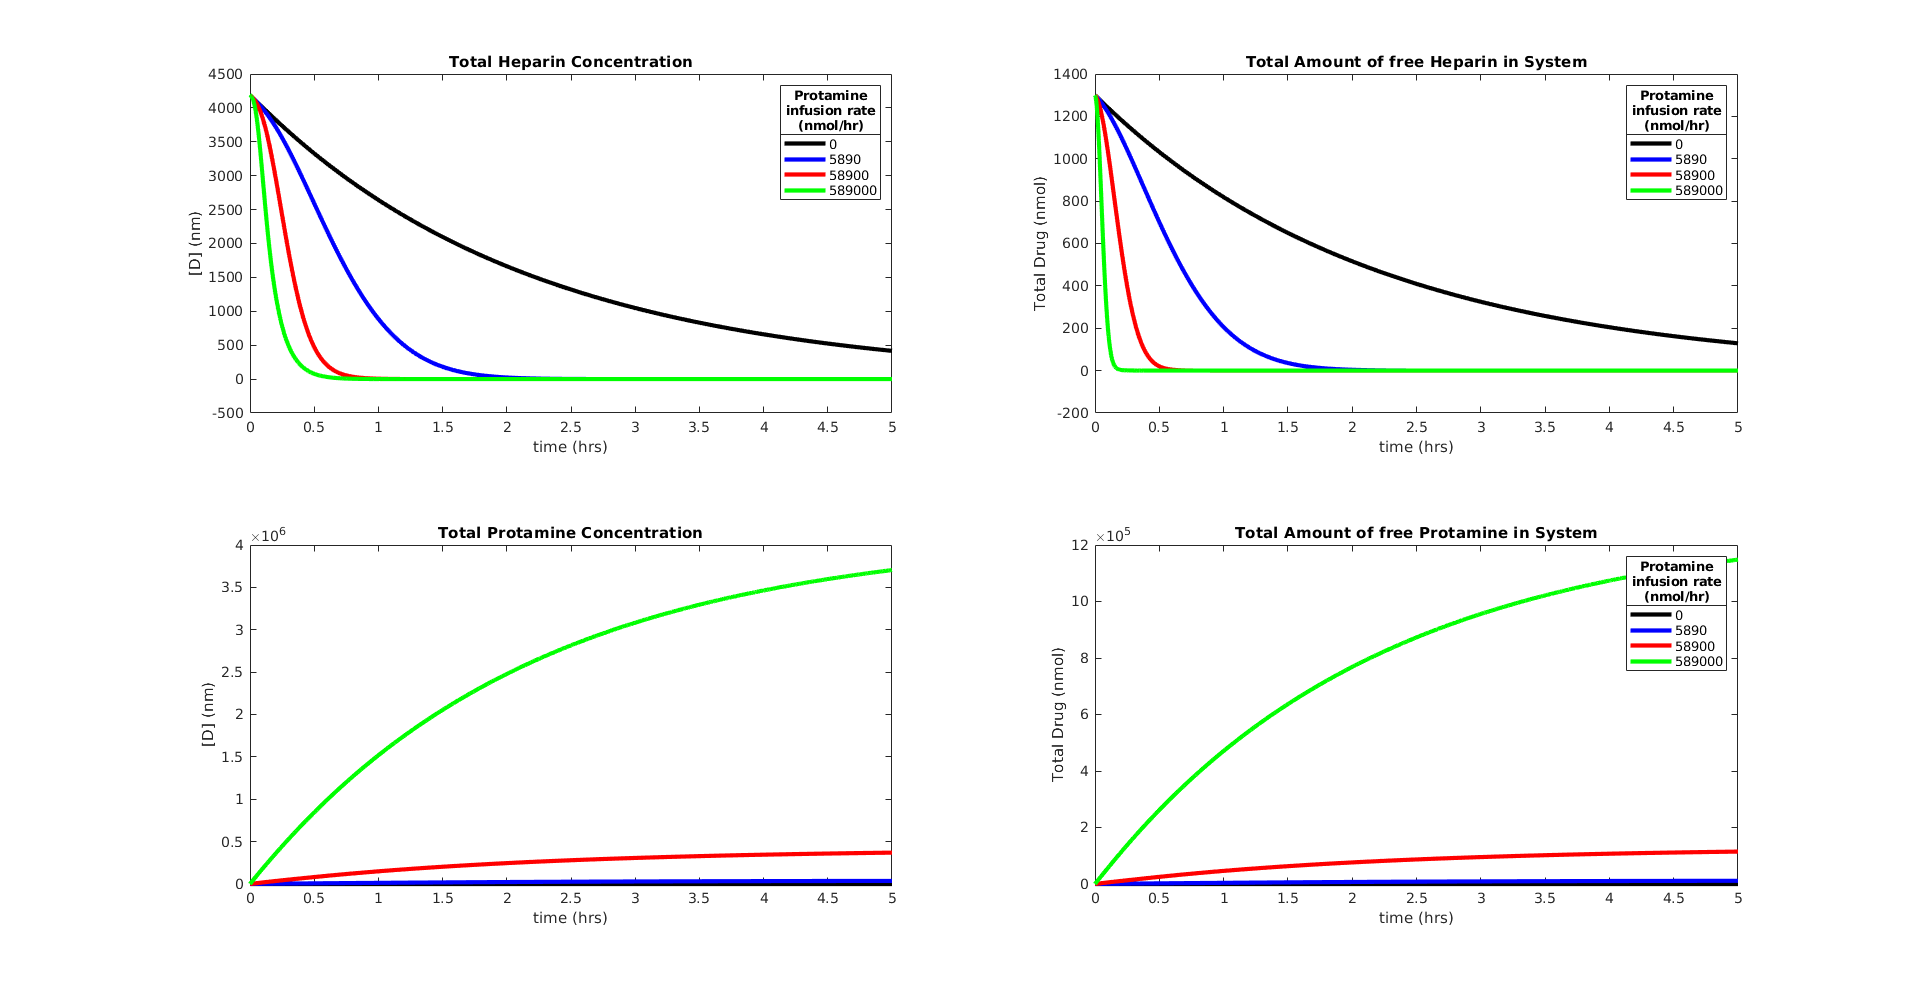 Total Heparin Concentration
4500
4000
3500
3000
2500
2000
1500
1000
500
0
-500
[D] (nm)
0 0.5 1 1.5 2 2.5 3 3.5 4 4.5 5
time (hrs)
Protamine
infusion rate
(nmol/hr)
0
5890
58900
589000
Total Amount of free Heparin in System
1400
1200
1000
800
600
400
200
0
-200
Total Drug (nmol)
0 0.5 1 1.5 2 2.5 3 3.5 4 4.5 5
time (hrs)
Protamine
infusion rate
(nmol/hr)
0
5890
58900
589000
Total Protamine Concentration
×10⁶
4
3.5
3
2.5
2
1.5
1
0.5
0
[D] (nm)
0 0.5 1 1.5 2 2.5 3 3.5 4 4.5 5
time (hrs)
Total Amount of free Protamine in System
×10⁵
12
10
8
6
4
2
0
Total Drug (nmol)
0 0.5 1 1.5 2 2.5 3 3.5 4 4.5 5
time (hrs)
Protamine
infusion rate
(nmol/hr)
0
5890
58900
589000